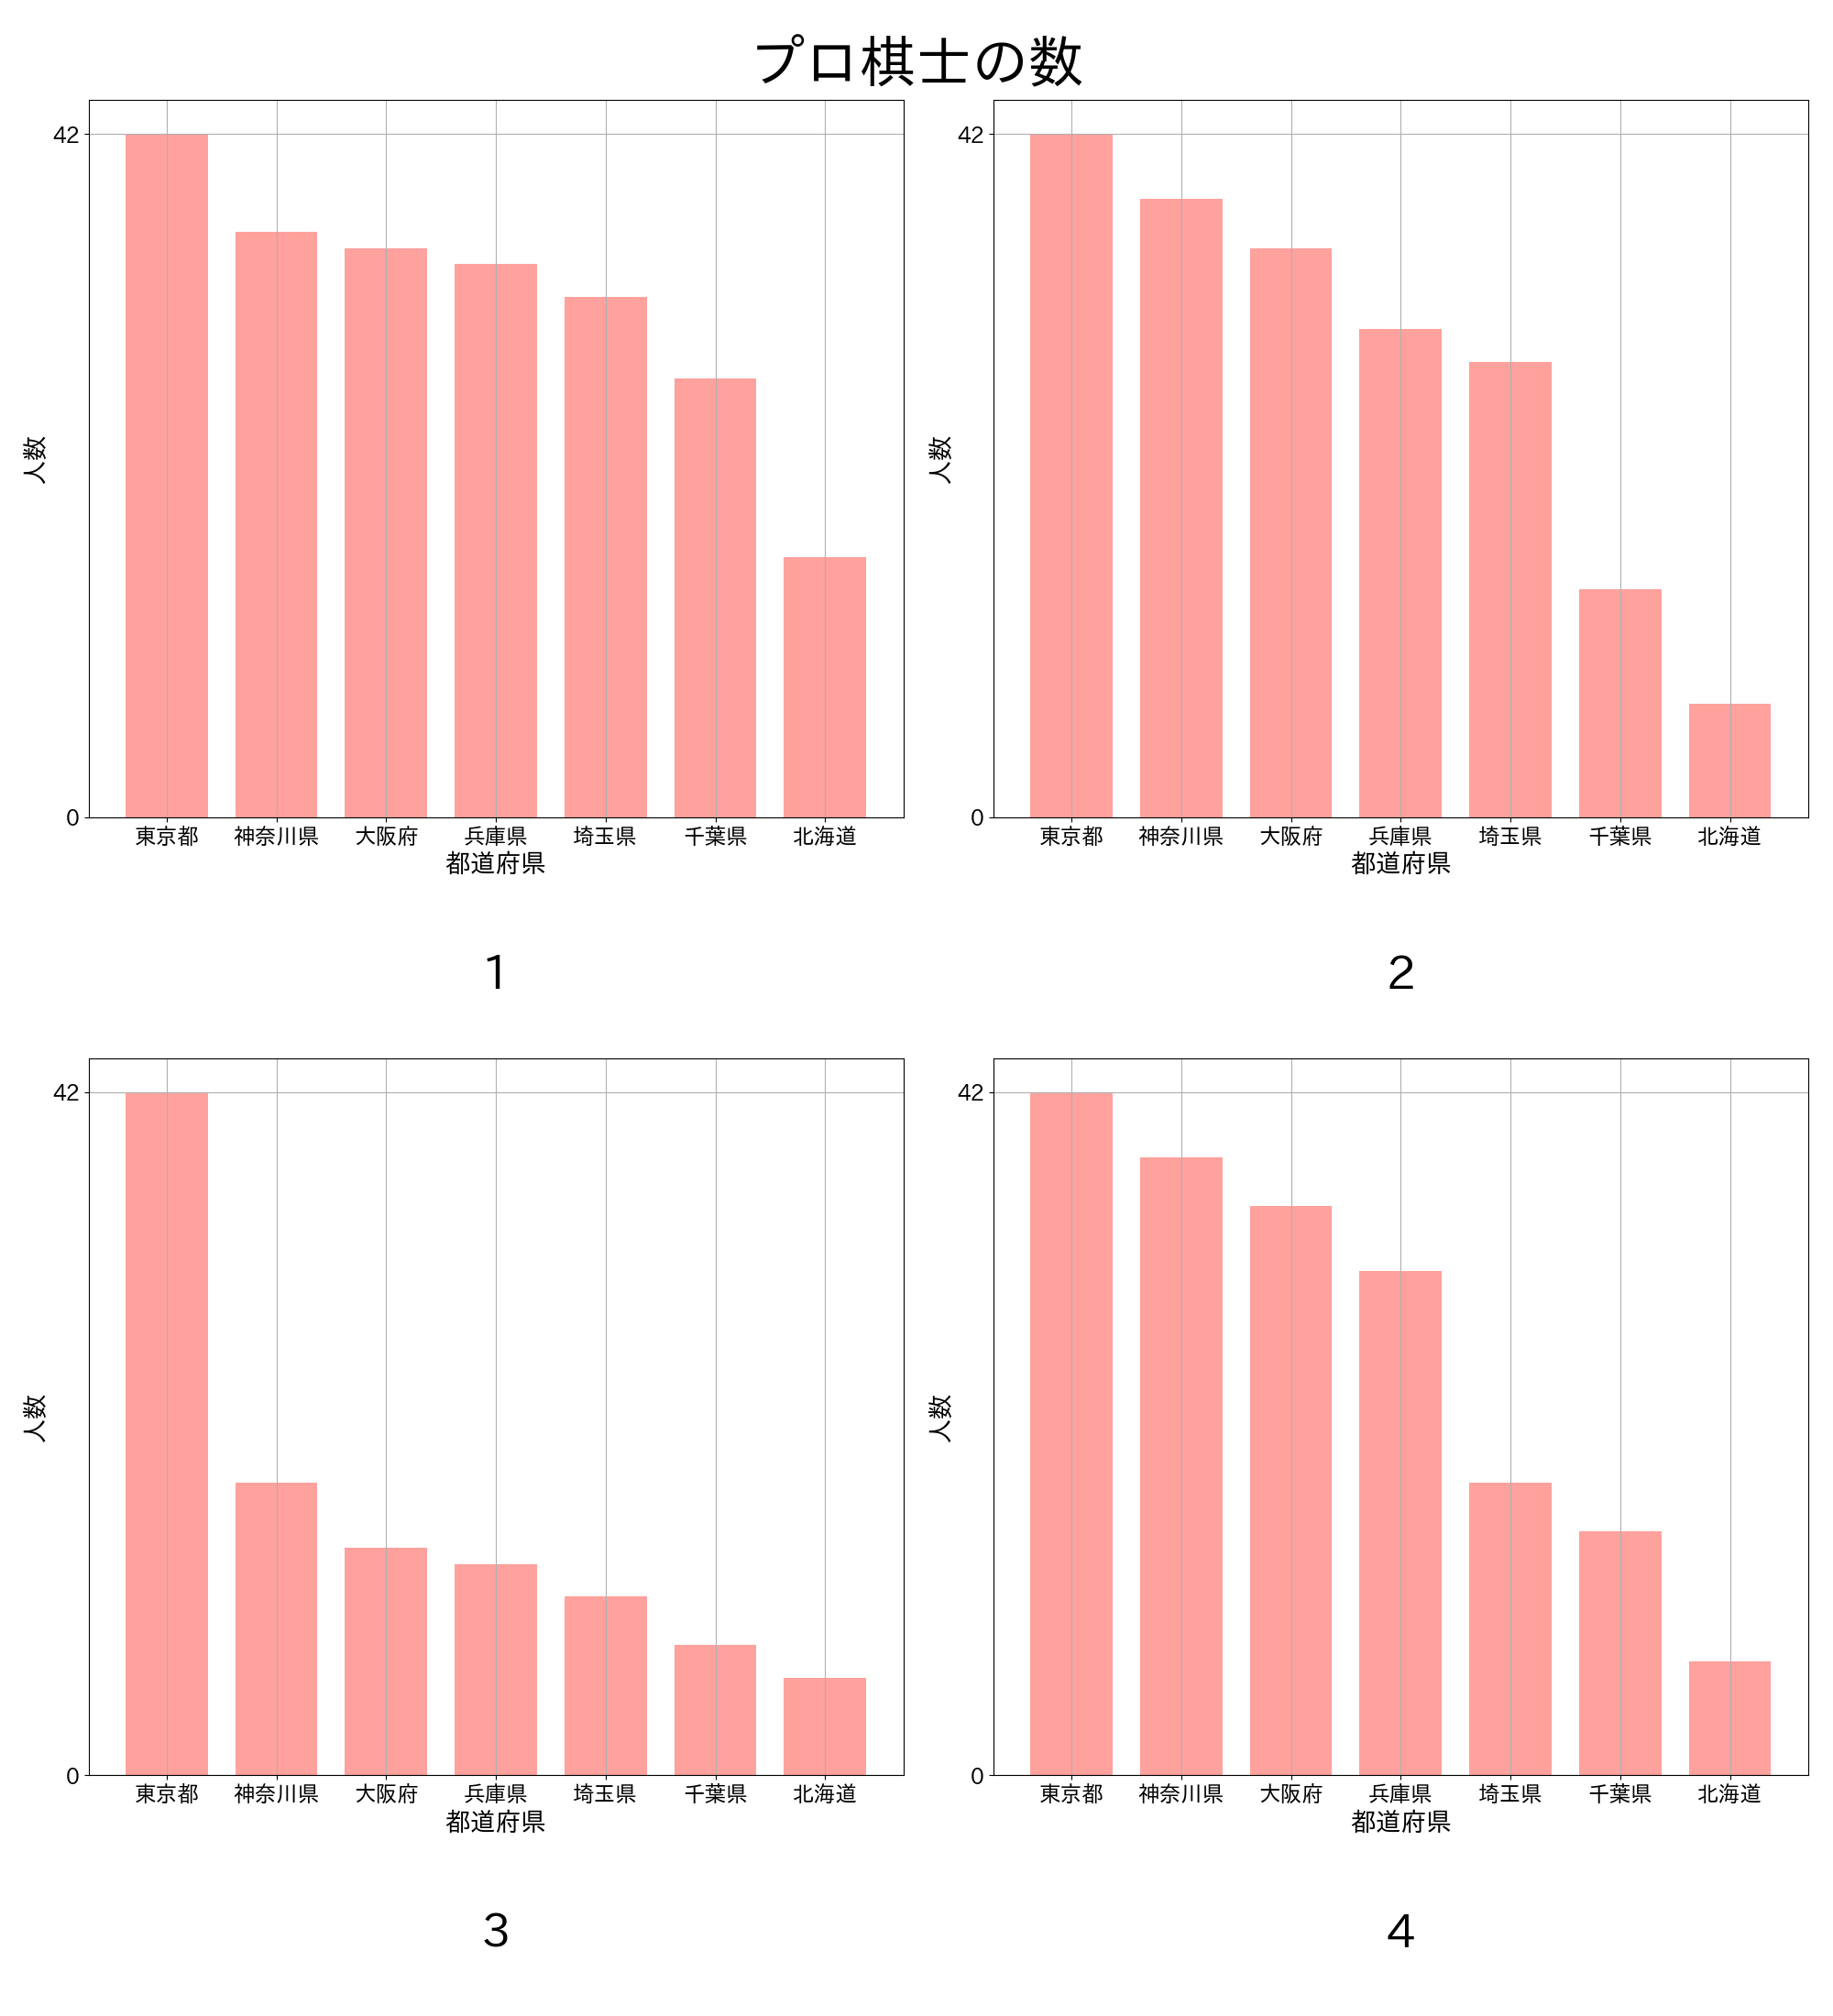 プロ棋士の数
42
人数
0
東京都 神奈川県 大阪府 兵庫県 埼玉県 千葉県 北海道
都道府県
1
42
人数
0
東京都 神奈川県 大阪府 兵庫県 埼玉県 千葉県 北海道
都道府県
2
42
人数
0
東京都 神奈川県 大阪府 兵庫県 埼玉県 千葉県 北海道
都道府県
3
42
人数
0
東京都 神奈川県 大阪府 兵庫県 埼玉県 千葉県 北海道
都道府県
4